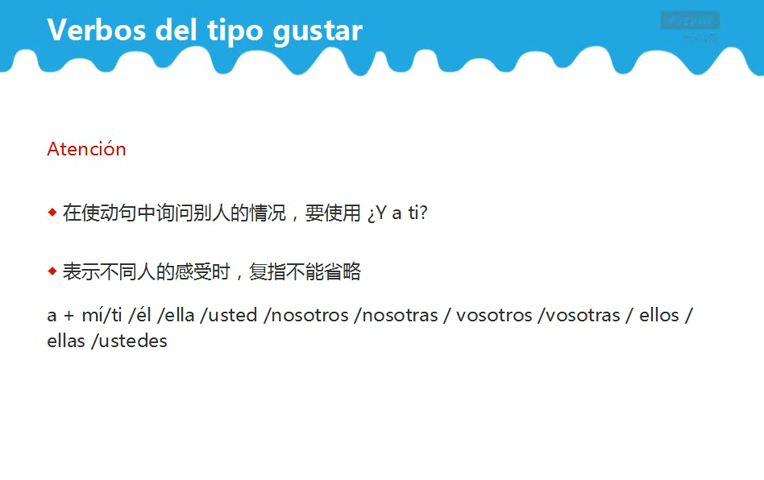 Verbos del tipo gustar
Atención
在使动句中询问别人的情况，要使用 ¿Y a ti?
表示不同人的感受时，复指不能省略
a + mí/ti /él /ella /usted /nosotros /nosotras / vosotros /vosotras / ellos /
ellas /ustedes